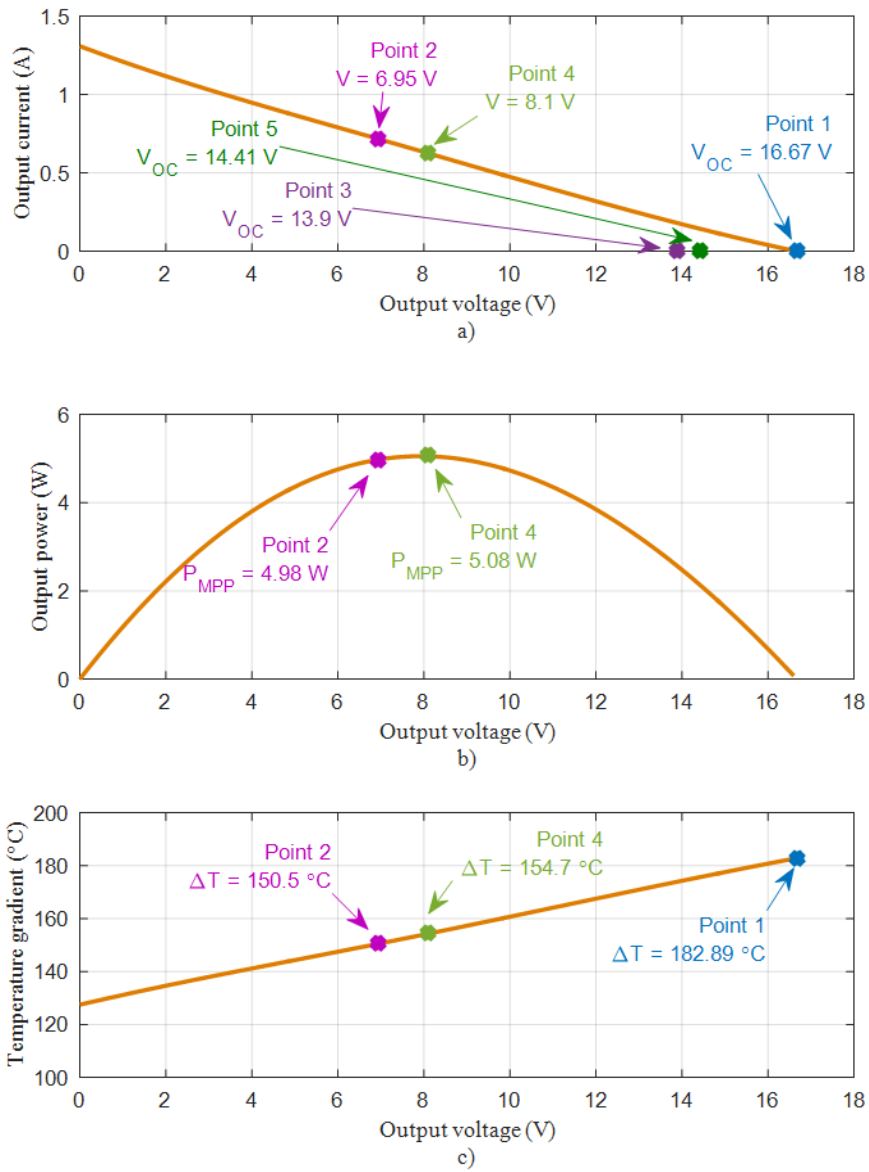 1.5
1
0.5
0
Output current (A)
Point 2
V = 6.95 V
Point 4
V = 8.1 V
Point 5
V_OC = 14.41 V
Point 3
V_OC = 13.9 V
Point 1
V_OC = 16.67 V
0 2 4 6 8 10 12 14 16 18
Output voltage (V)
a)
6
4
2
0
Output power (W)
Point 2
P_MPP = 4.98 W
Point 4
P_MPP = 5.08 W
0 2 4 6 8 10 12 14 16 18
Output voltage (V)
b)
200
180
160
140
120
100
Temperature gradient (°C)
Point 2
ΔT = 150.5 °C
Point 4
ΔT = 154.7 °C
Point 1
ΔT = 182.89 °C
0 2 4 6 8 10 12 14 16 18
Output voltage (V)
c)